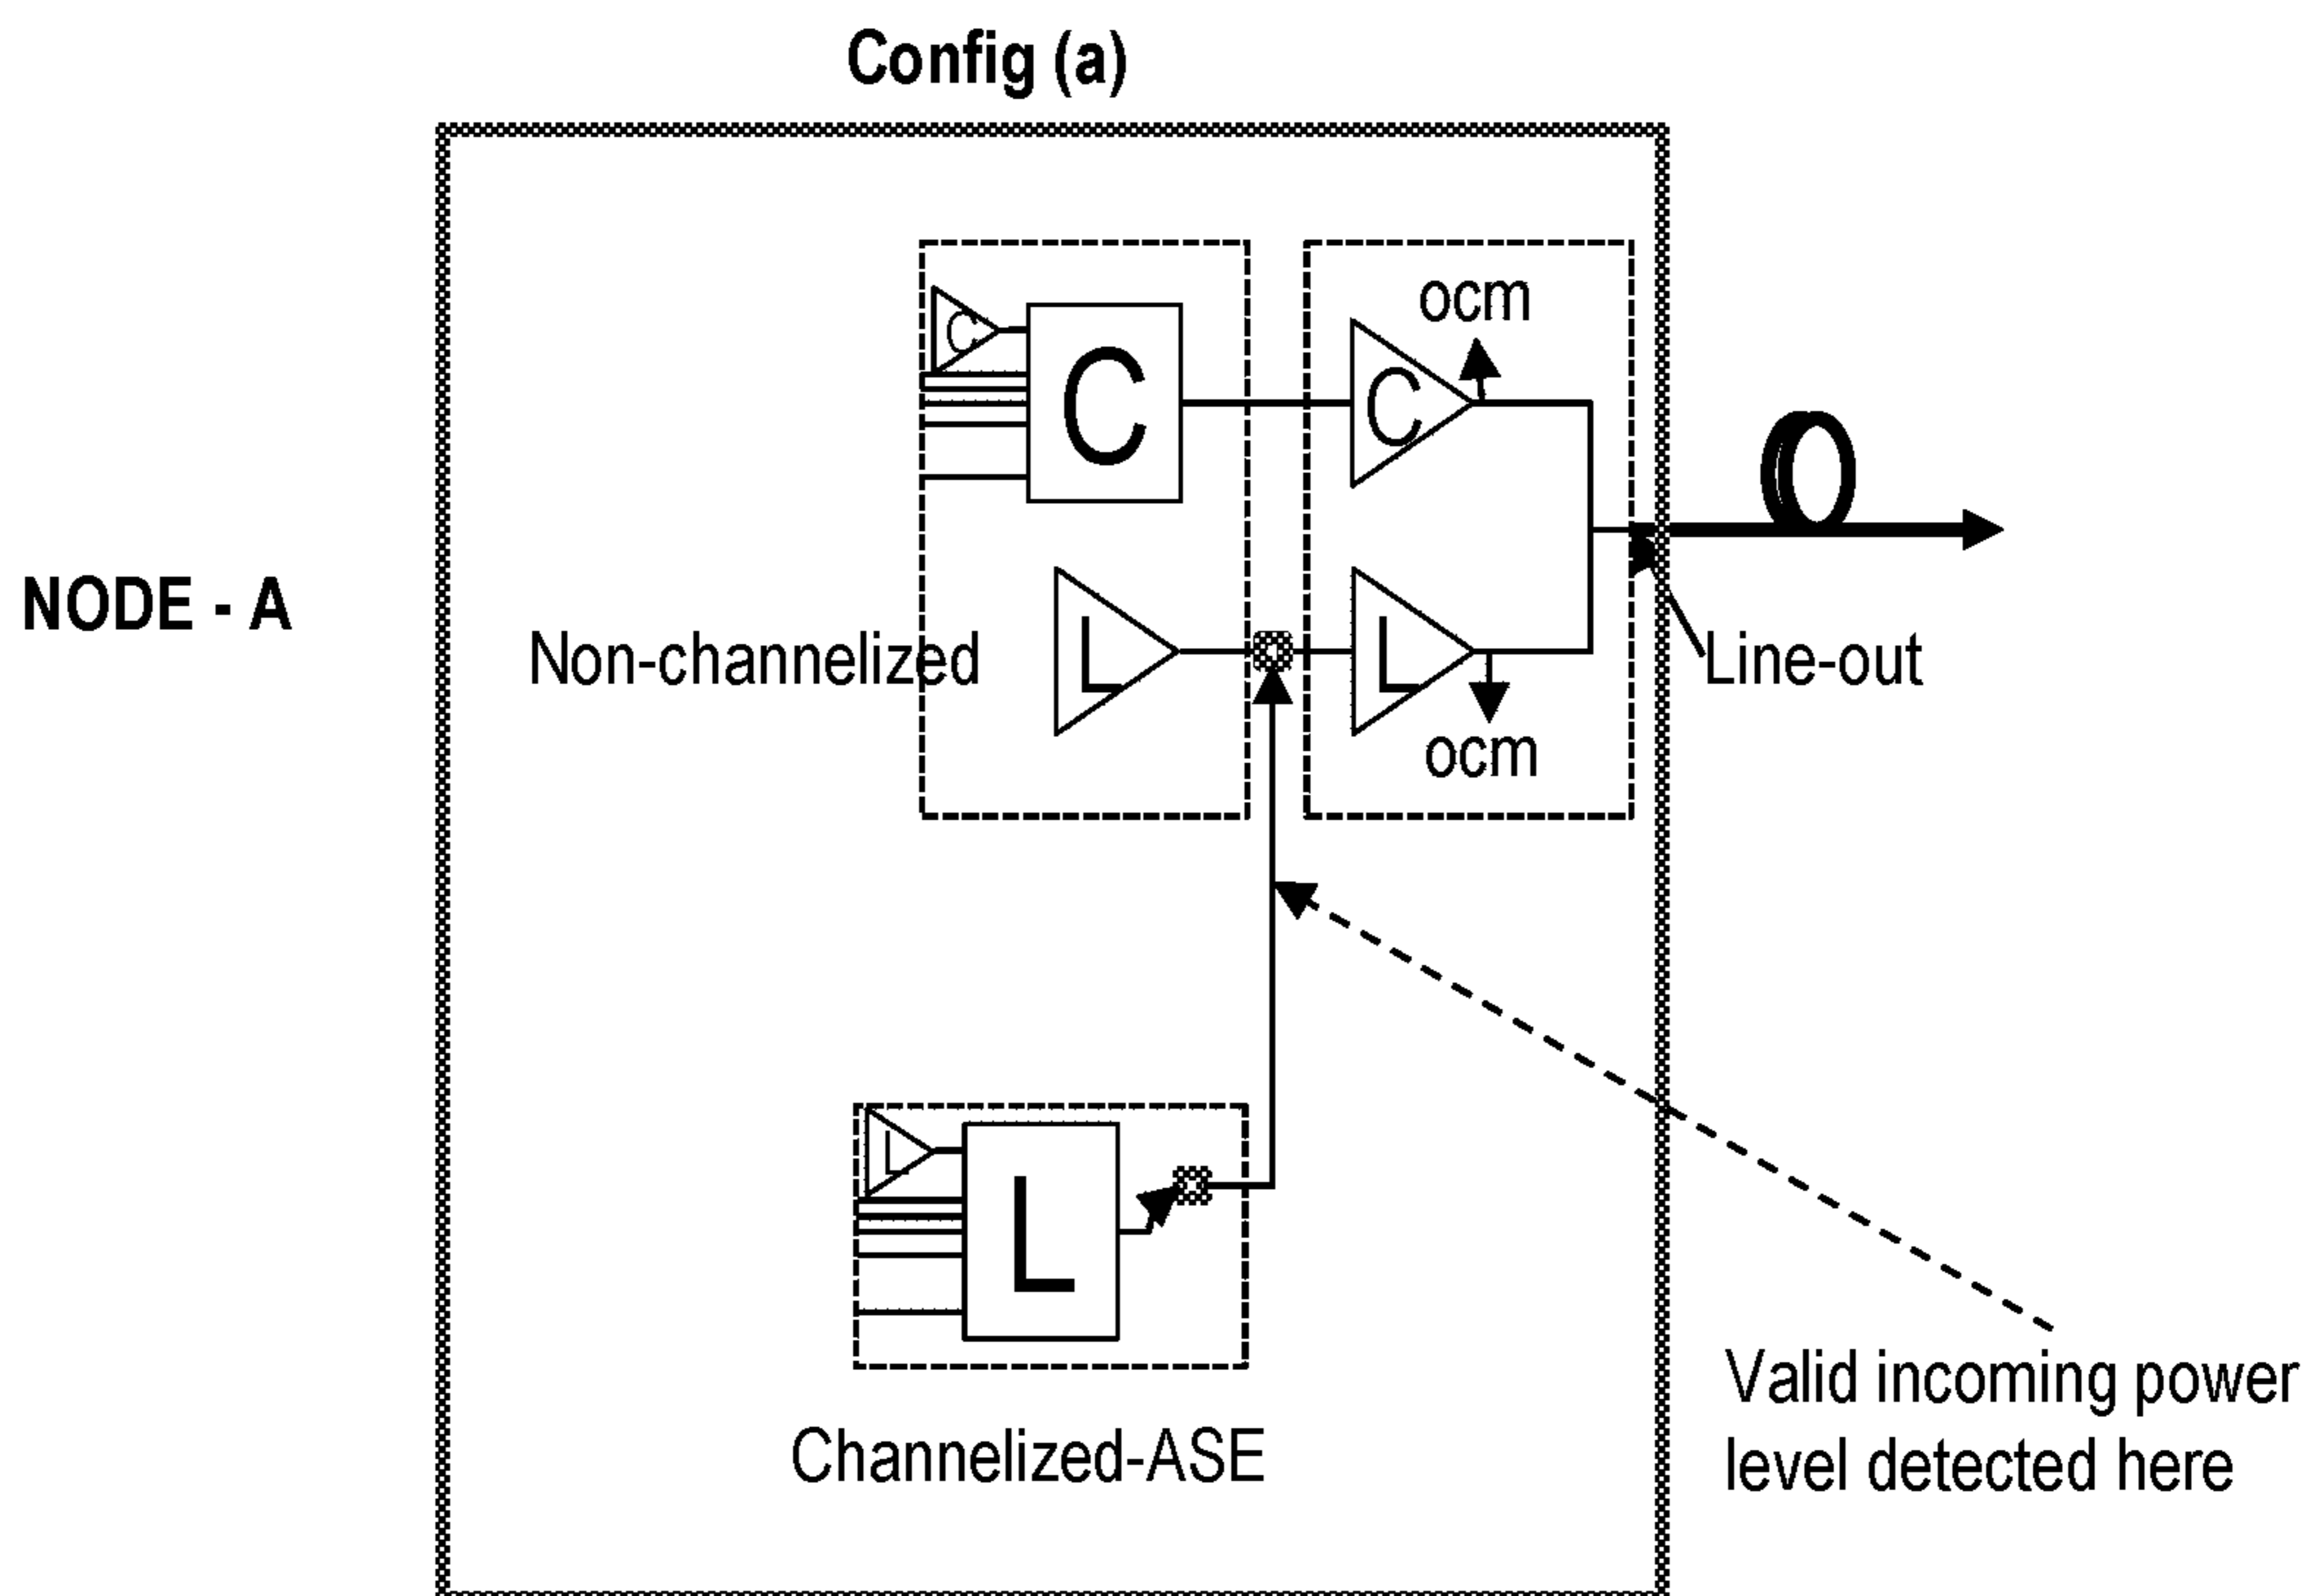 Config (a)
ocm
C
C
C
NODE - A
Non-channelized
L
L
Line-out
ocm
L
L
Channelized-ASE
Valid incoming power
level detected here